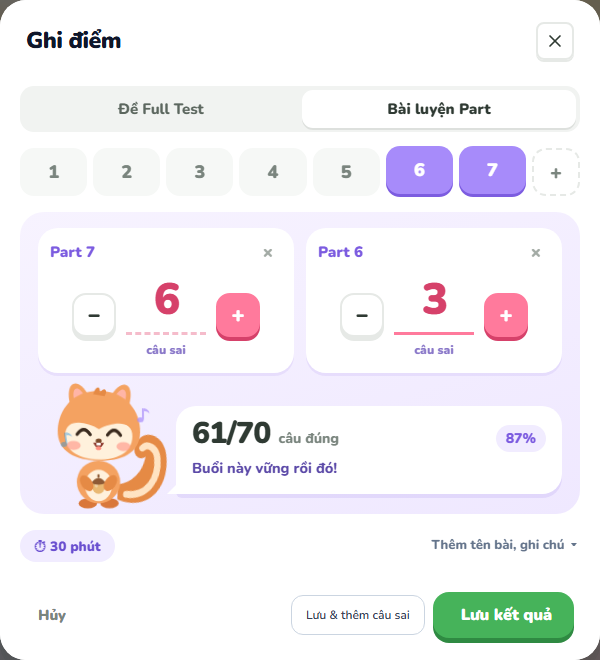 Ghi điểm
Đề Full Test
Bài luyện Part
1 2 3 4 5 6 7 +
Part 7 ×
− 6 +
câu sai
Part 6 ×
− 3 +
câu sai
61/70 câu đúng
87%
Buổi này vững rồi đó!
30 phút
Thêm tên bài, ghi chú
Hủy
Lưu & thêm câu sai
Lưu kết quả